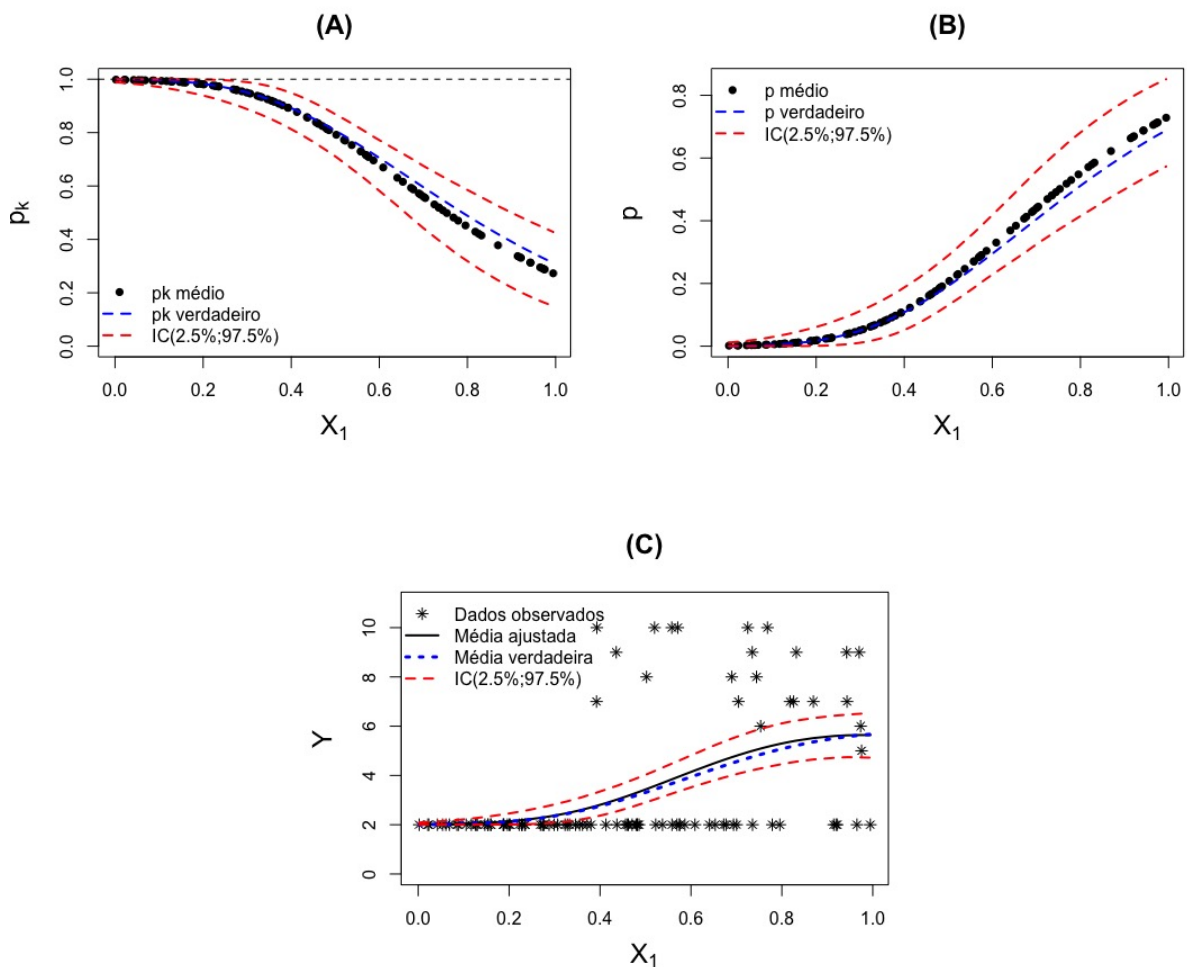 (A)
1.0
0.8
0.6
0.4
0.2
0.0
pk
pk médio
pk verdadeiro
IC(2.5%;97.5%)
0.0 0.2 0.4 0.6 0.8 1.0
X1
(B)
0.8
0.6
0.4
0.2
0.0
p
p médio
p verdadeiro
IC(2.5%;97.5%)
0.0 0.2 0.4 0.6 0.8 1.0
X1
(C)
10
8
6
4
2
0
Y
Dados observados
Média ajustada
Média verdadeira
IC(2.5%;97.5%)
0.0 0.2 0.4 0.6 0.8 1.0
X1